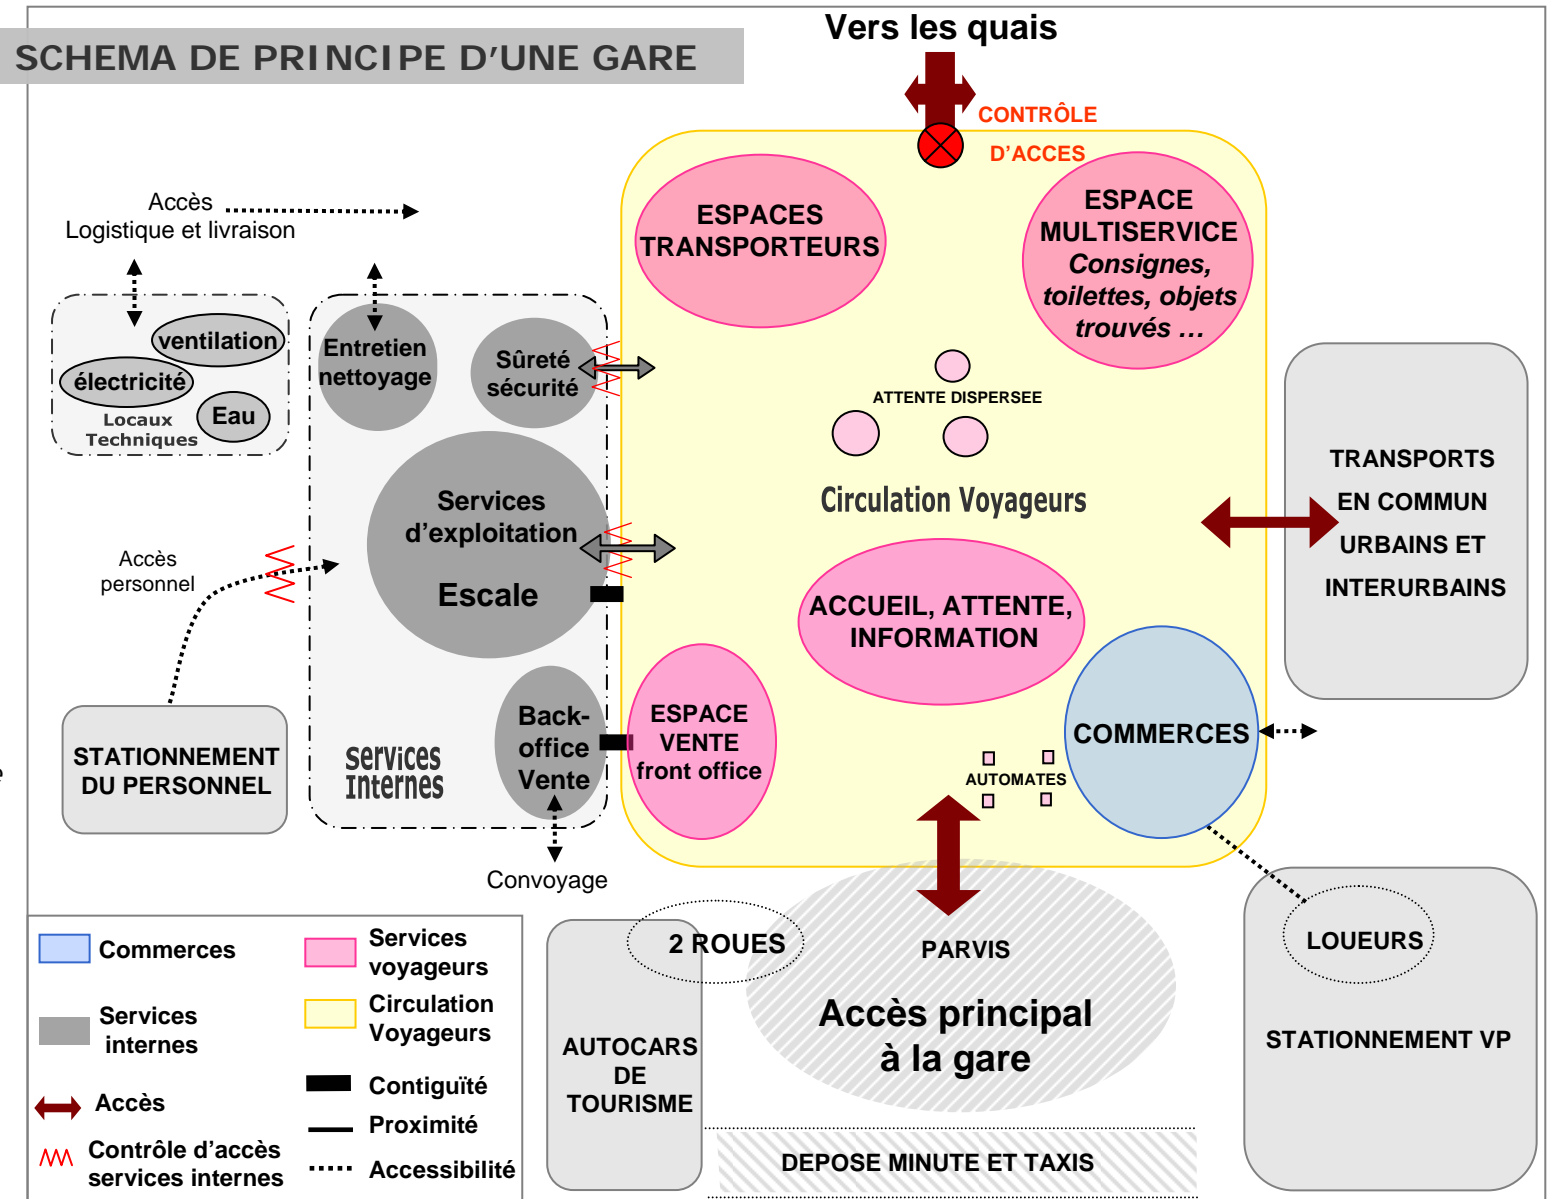 SCHEMA DE PRINCIPE D'UNE GARE
Vers les quais
CONTRÔLE
D'ACCES
Accès
Logistique et livraison
ESPACES
TRANSPORTEURS
ESPACE
MULTISERVICE
Consignes,
toilettes, objets
trouvés …
ventilation
électricité
Eau
Locaux
Techniques
Entretien
nettoyage
Sûreté
sécurité
ATTENTE DISPERSEE
Circulation Voyageurs
TRANSPORTS
EN COMMUN
URBAINS ET
INTERURBAINS
Services
d'exploitation
Escale
Accès
personnel
ACCUEIL, ATTENTE,
INFORMATION
STATIONNEMENT
DU PERSONNEL
e
services
Internes
Back-
office
Vente
ESPACE
VENTE
front office
COMMERCES
AUTOMATES
Convoyage
2 ROUES
PARVIS
Accès principal
à la gare
LOUEURS
STATIONNEMENT VP
AUTOCARS
DE
TOURISME
DEPOSE MINUTE ET TAXIS
Commerces
Services
internes
Accès
Contrôle d'accès
services internes
Services
voyageurs
Circulation
Voyageurs
Contiguïté
Proximité
Accessibilité